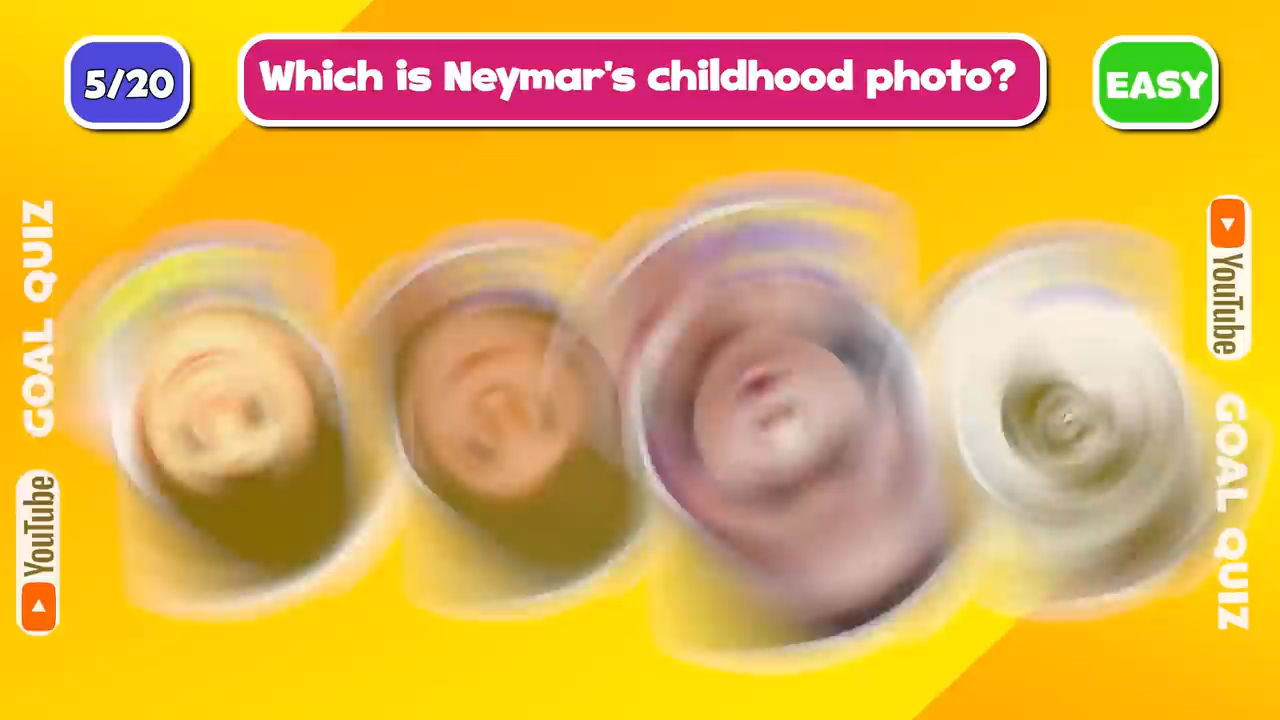 5/20
Which is Neymar's childhood photo?
EASY
GOAL QUIZ
YouTube
YouTube
GOAL QUIZ